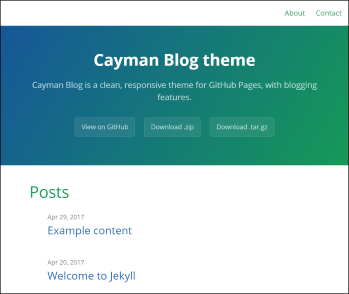 About Contact
Cayman Blog theme
Cayman Blog is a clean, responsive theme for GitHub Pages, with blogging
features.
View on GitHub Download .zip Download .tar.gz
Posts
Apr 29, 2017
Example content
Apr 20, 2017
Welcome to Jekyll